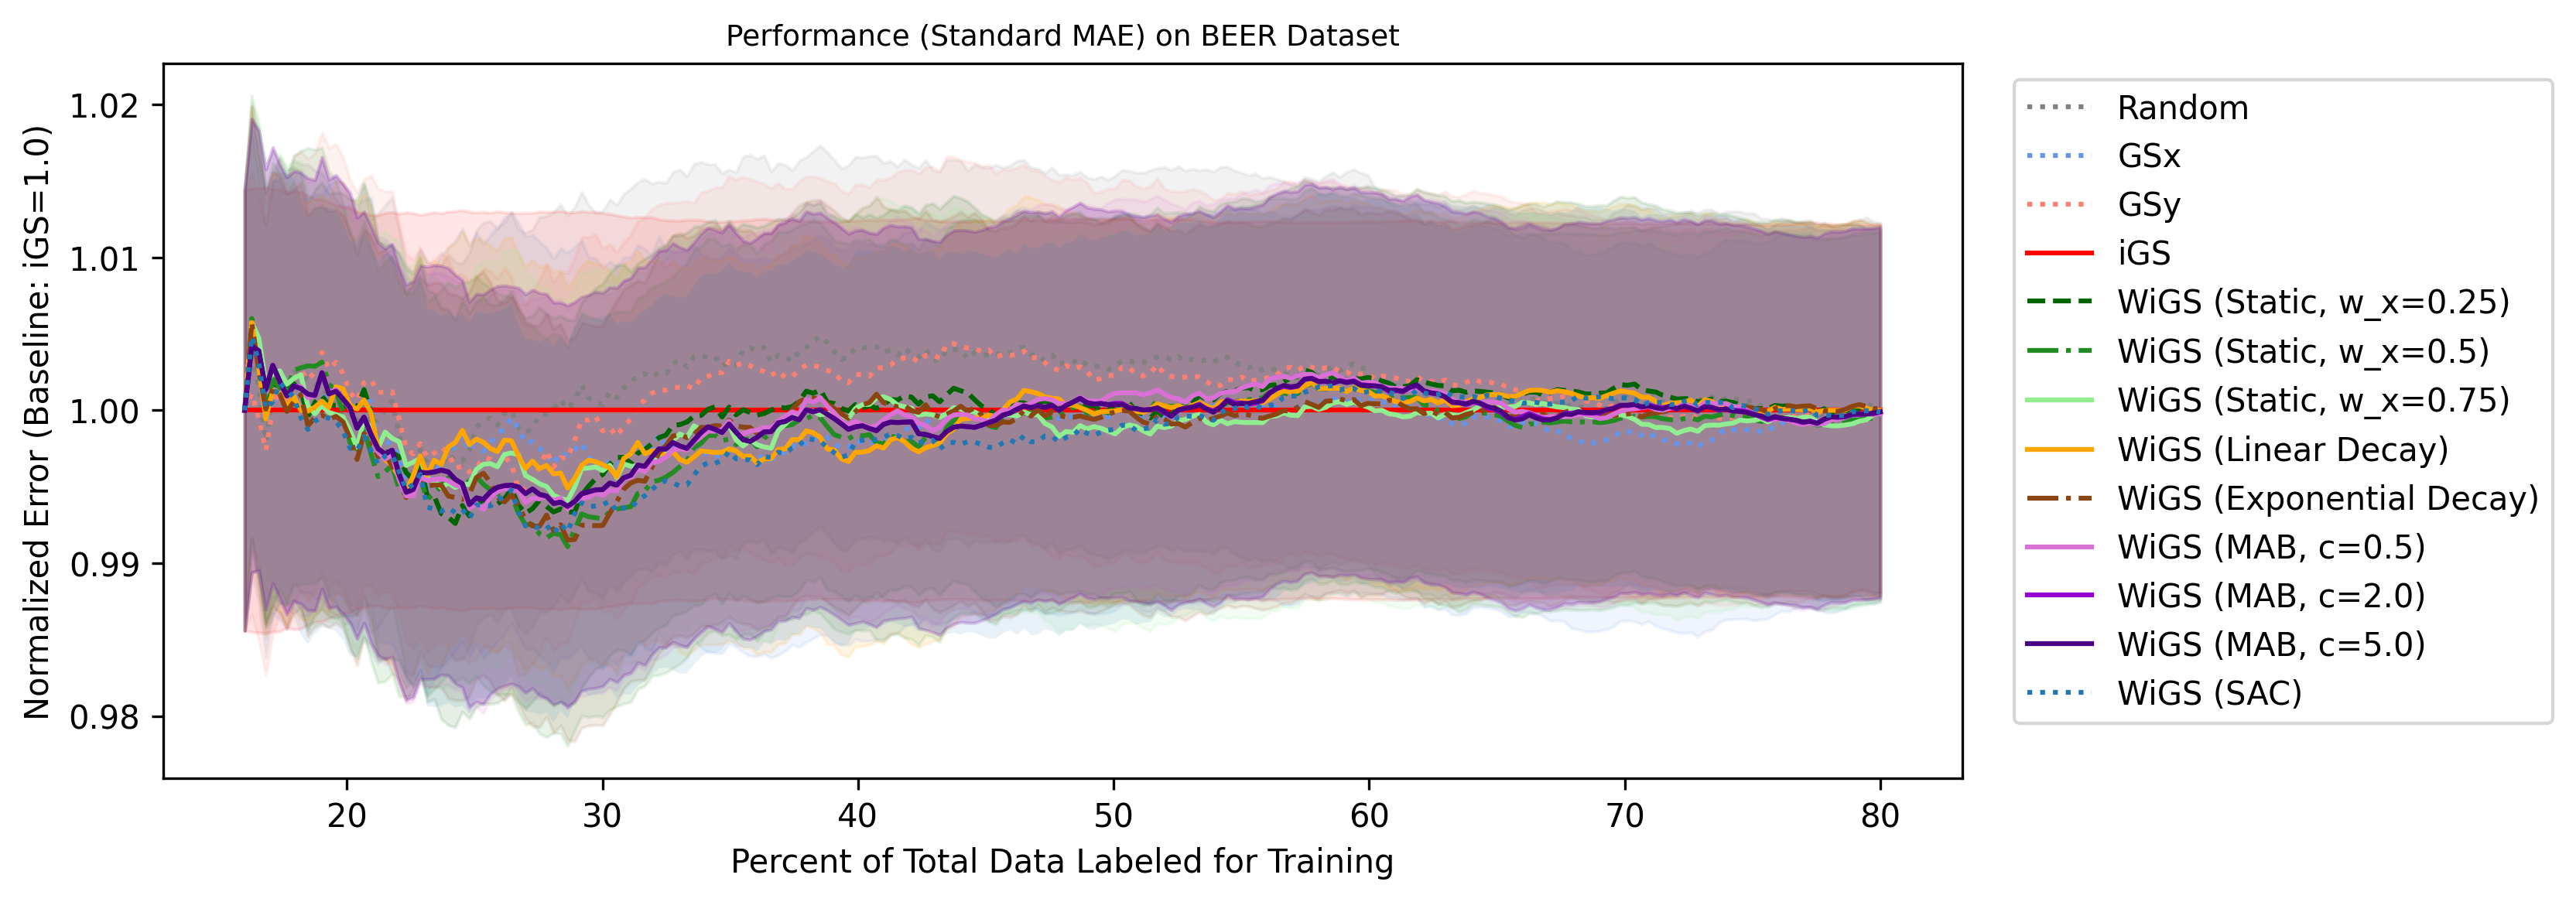 Performance (Standard MAE) on BEER Dataset
Normalized Error (Baseline: iGS=1.0)
1.02
1.01
1.00
0.99
0.98
20 30 40 50 60 70 80
Percent of Total Data Labeled for Training
Random
GSx
GSy
iGS
WiGS (Static, w_x=0.25)
WiGS (Static, w_x=0.5)
WiGS (Static, w_x=0.75)
WiGS (Linear Decay)
WiGS (Exponential Decay)
WiGS (MAB, c=0.5)
WiGS (MAB, c=2.0)
WiGS (MAB, c=5.0)
WiGS (SAC)